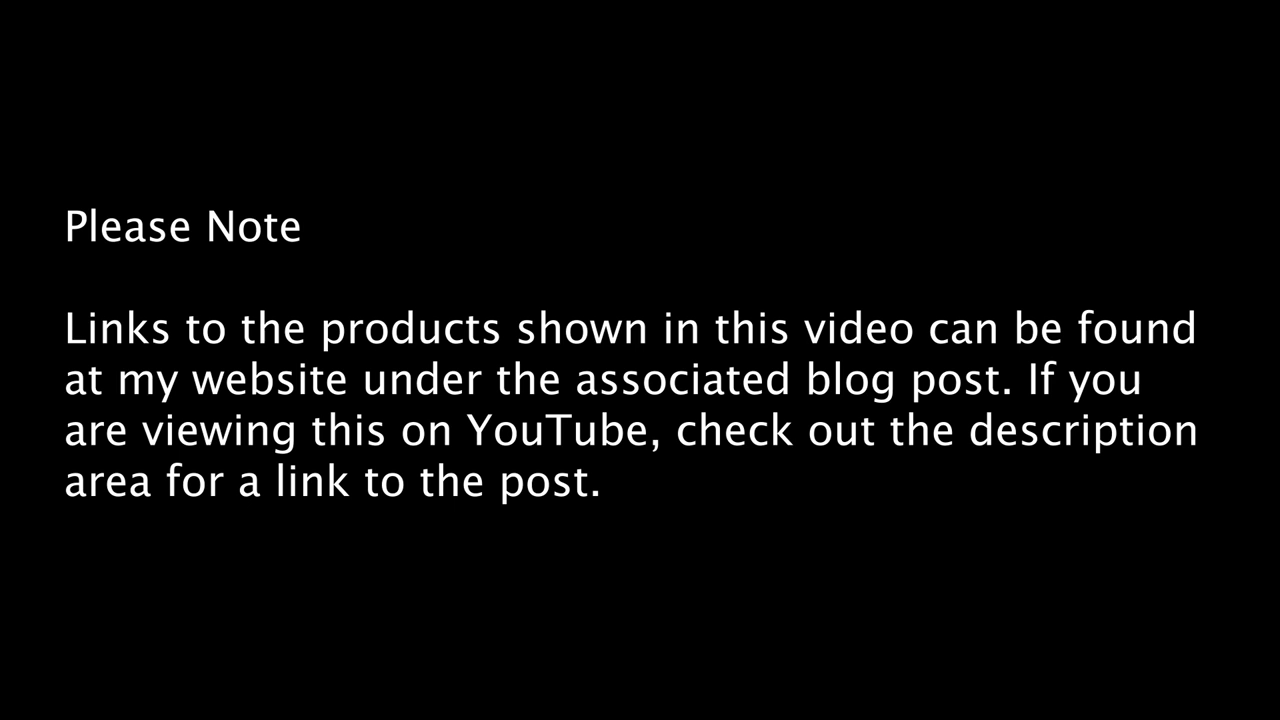 Please Note
Links to the products shown in this video can be found
at my website under the associated blog post. If you
are viewing this on YouTube, check out the description
area for a link to the post.